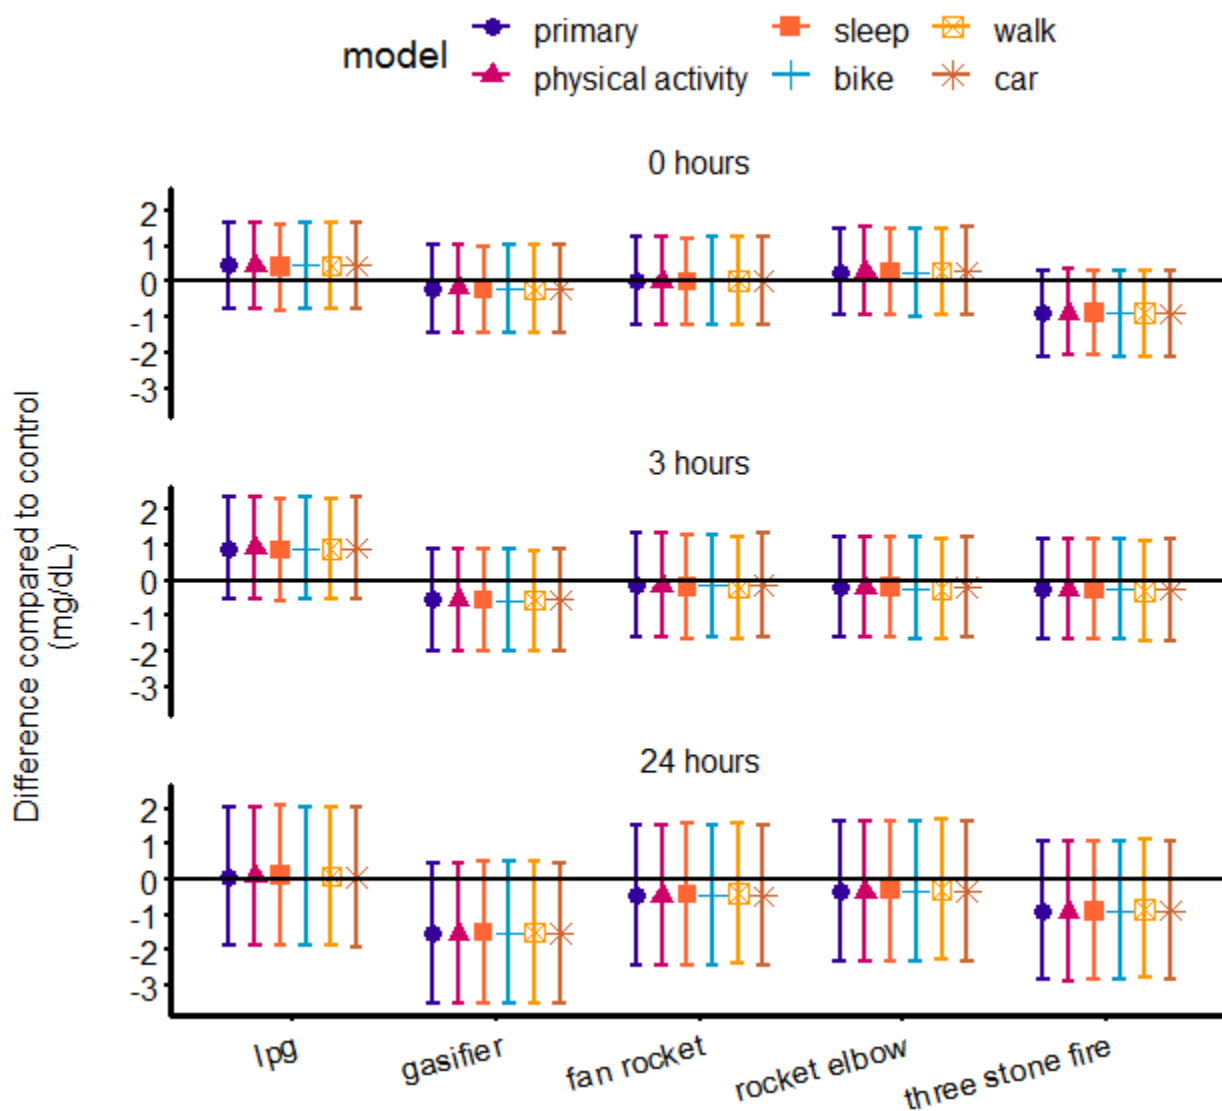 model
primary
sleep
walk
physical activity
bike
car
0 hours
2
1
0
-1
-2
-3
3 hours
2
1
0
-1
-2
-3
24 hours
2
1
0
-1
-2
-3
Difference compared to control
(mg/dL)
lpg
gasifier
fan rocket
rocket elbow
three stone fire